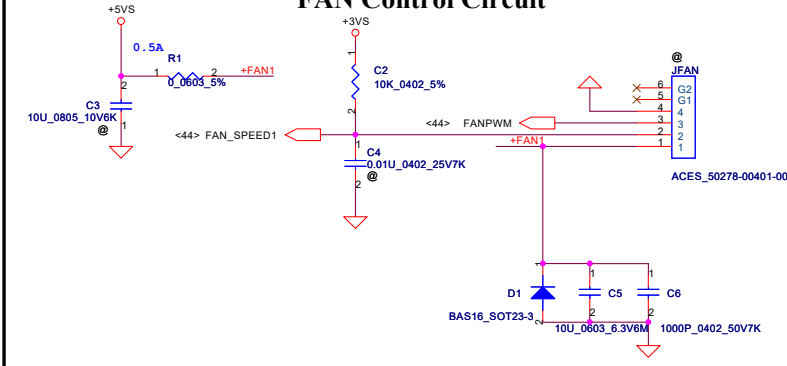 FAN Control Circuit
+5VS
0.5A
R1
1 2 +FAN1
0_0603_5%
2
C3
10U_0805_10V6K
1
@
+3VS
1
C2
10K_0402_5%
2
<44> FAN_SPEED1
1
C4
0.01U_0402_25V7K
2 @
<44> FANPWM
+FAN1
@
JFAN
6 G2
5 G1
4 4
3 3
2 2
1 1
ACES_50278-00401-00
1
D1
BAS16_SOT23-3
2
1
C5
2
10U_0603_6.3V6M
1
C6
2
1000P_0402_50V7K